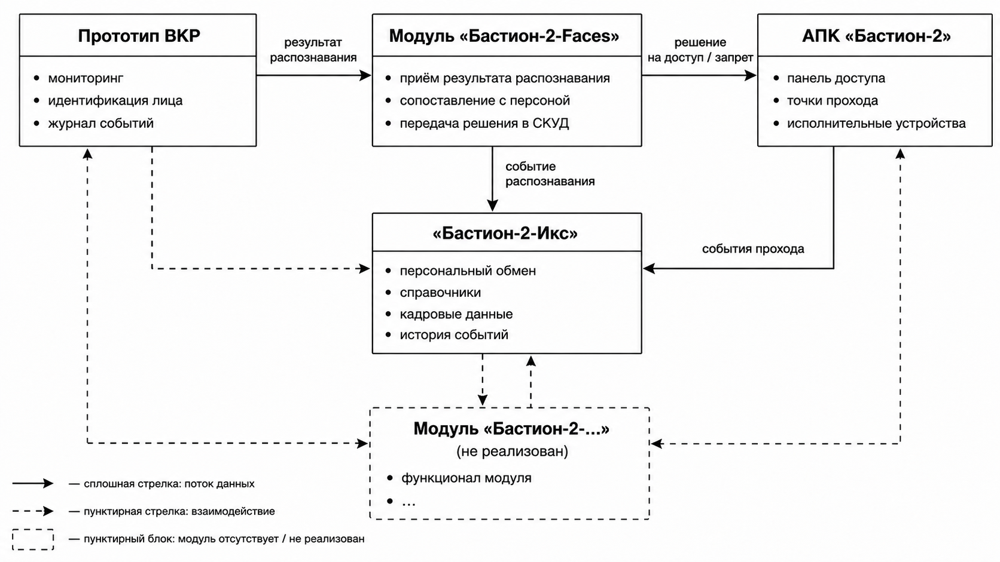 Прототип ВКР
• мониторинг
• идентификация лица
• журнал событий
результат
распознавания
Модуль «Бастион-2-Faces»
• приём результата распознавания
• сопоставление с персоной
• передача решения в СКУД
решение
на доступ / запрет
АПК «Бастион-2»
• панель доступа
• точки прохода
• исполнительные устройства
событие
распознавания
события прохода
«Бастион-2-Икс»
• персональный обмен
• справочники
• кадровые данные
• история событий
Модуль «Бастион-2-...»
(не реализован)
• функционал модуля
• ...
— сплошная стрелка: поток данных
— пунктирная стрелка: взаимодействие
— пунктирный блок: модуль отсутствует / не реализован